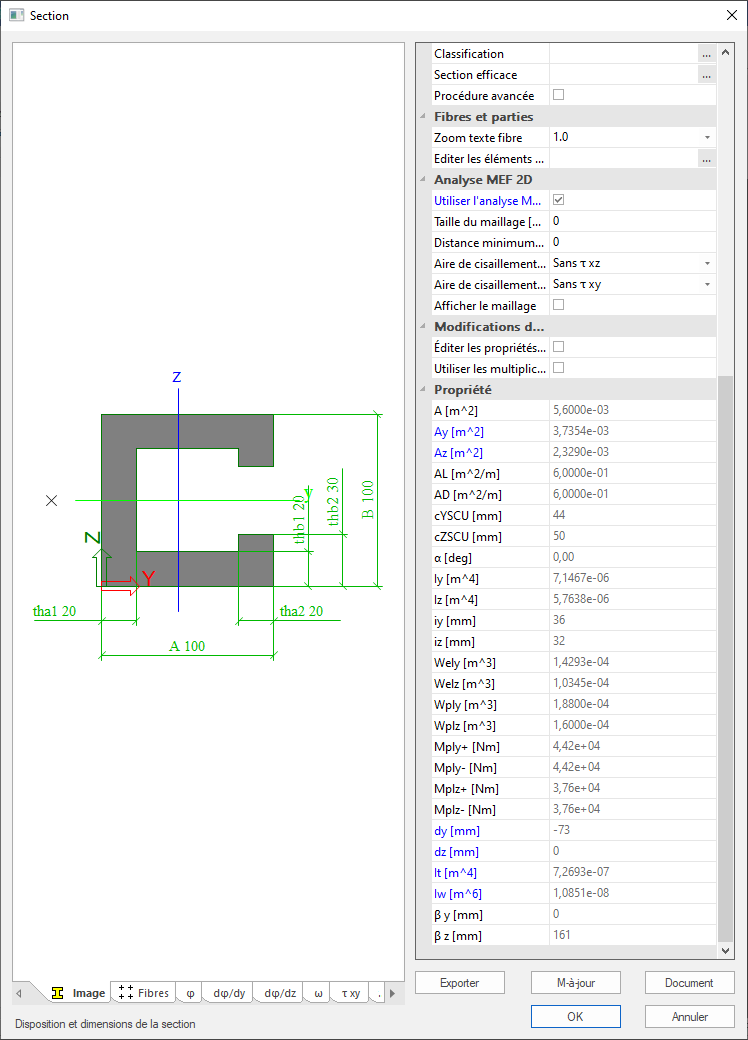 Section
Z
B 100
thb2 30
thb1 20
y
Z
Y
tha1 20
tha2 20
A 100
Image
Fibres
φ
dφ/dy
dφ/dz
ω
τ xy
.
Disposition et dimensions de la section
Classification ...
Section efficace ...
Procédure avancée
Fibres et parties
Zoom texte fibre 1.0
Editer les éléments ... ...
Analyse MEF 2D
Utiliser l'analyse M...
Taille du maillage [... 0
Distance minimum... 0
Aire de cisaillement... Sans τ xz
Aire de cisaillement... Sans τ xy
Afficher le maillage
Modifications d...
Éditer les propriétés...
Utiliser les multiplic...
Propriété
A [m^2] 5,6000e-03
Ay [m^2] 3,7354e-03
Az [m^2] 2,3290e-03
AL [m^2/m] 6,0000e-01
AD [m^2/m] 6,0000e-01
cYSCU [mm] 44
cZSCU [mm] 50
α [deg] 0,00
Iy [m^4] 7,1467e-06
Iz [m^4] 5,7638e-06
iy [mm] 36
iz [mm] 32
Wely [m^3] 1,4293e-04
Welz [m^3] 1,0345e-04
Wply [m^3] 1,8800e-04
Wplz [m^3] 1,6000e-04
Mply+ [Nm] 4,42e+04
Mply- [Nm] 4,42e+04
Mplz+ [Nm] 3,76e+04
Mplz- [Nm] 3,76e+04
dy [mm] -73
dz [mm] 0
It [m^4] 7,2693e-07
Iw [m^6] 1,0851e-08
β y [mm] 0
β z [mm] 161
Exporter
M-à-jour
Document
OK
Annuler